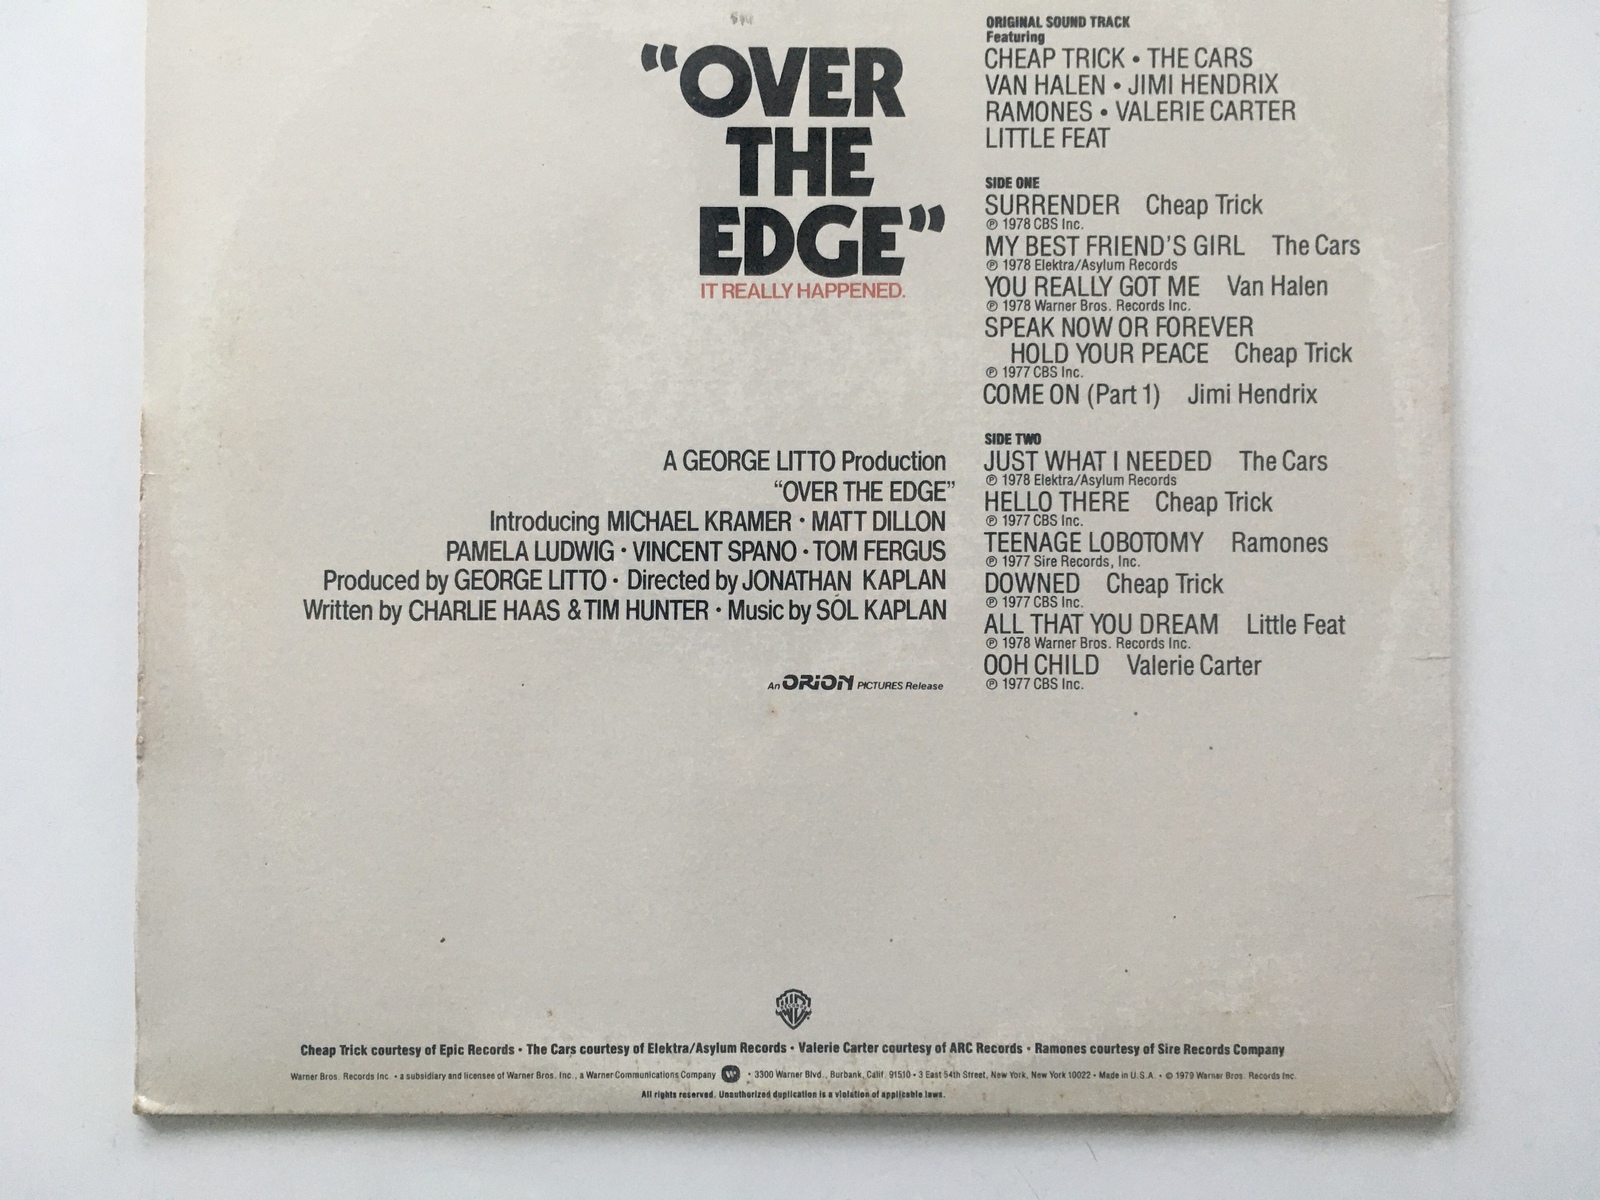 “OVER
THE
EDGE”
IT REALLY HAPPENED.
A GEORGE LITTO Production
“OVER THE EDGE”
Introducing MICHAEL KRAMER • MATT DILLON
PAMELA LUDWIG • VINCENT SPANO • TOM FERGUS
Produced by GEORGE LITTO • Directed by JONATHAN KAPLAN
Written by CHARLIE HAAS & TIM HUNTER • Music by SOL KAPLAN
An ORION PICTURES Release
ORIGINAL SOUND TRACK
Featuring
CHEAP TRICK • THE CARS
VAN HALEN • JIMI HENDRIX
RAMONES • VALERIE CARTER
LITTLE FEAT
SIDE ONE
SURRENDER Cheap Trick
℗ 1978 CBS Inc.
MY BEST FRIEND'S GIRL The Cars
℗ 1978 Elektra/Asylum Records
YOU REALLY GOT ME Van Halen
℗ 1978 Warner Bros. Records Inc.
SPEAK NOW OR FOREVER
HOLD YOUR PEACE Cheap Trick
℗ 1977 CBS Inc.
COME ON (Part 1) Jimi Hendrix
SIDE TWO
JUST WHAT I NEEDED The Cars
℗ 1978 Elektra/Asylum Records
HELLO THERE Cheap Trick
℗ 1977 CBS Inc.
TEENAGE LOBOTOMY Ramones
℗ 1977 Sire Records, Inc.
DOWNED Cheap Trick
℗ 1977 CBS Inc.
ALL THAT YOU DREAM Little Feat
℗ 1978 Warner Bros. Records Inc.
OOH CHILD Valerie Carter
℗ 1977 CBS Inc.
Cheap Trick courtesy of Epic Records • The Cars courtesy of Elektra/Asylum Records • Valerie Carter courtesy of ARC Records • Ramones courtesy of Sire Records Company
Warner Bros. Records Inc. • a subsidiary and licensee of Warner Bros. Inc., a Warner Communications Company • 3300 Warner Blvd., Burbank, Calif. 91510 • 3 East 54th Street, New York, New York 10022 • Made in U.S.A. • © 1979 Warner Bros. Records Inc.
All rights reserved. Unauthorized duplication is a violation of applicable laws.